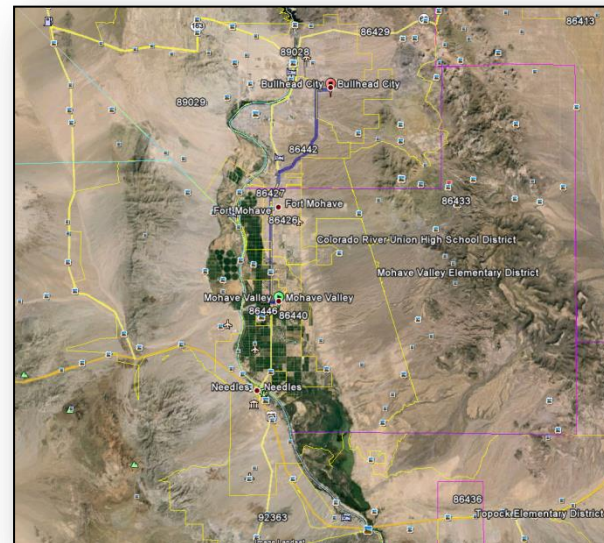 86413
86429
89028
Bullhead City Bullhead City
89029
86442
86427
Fort Mohave Fort Mohave
86426
86433
Colorado River Union High School District
Mohave Valley Elementary District
Mohave Valley Mohave Valley
86446
86440
Needles Needles
86436
Topock Elementary District
92363